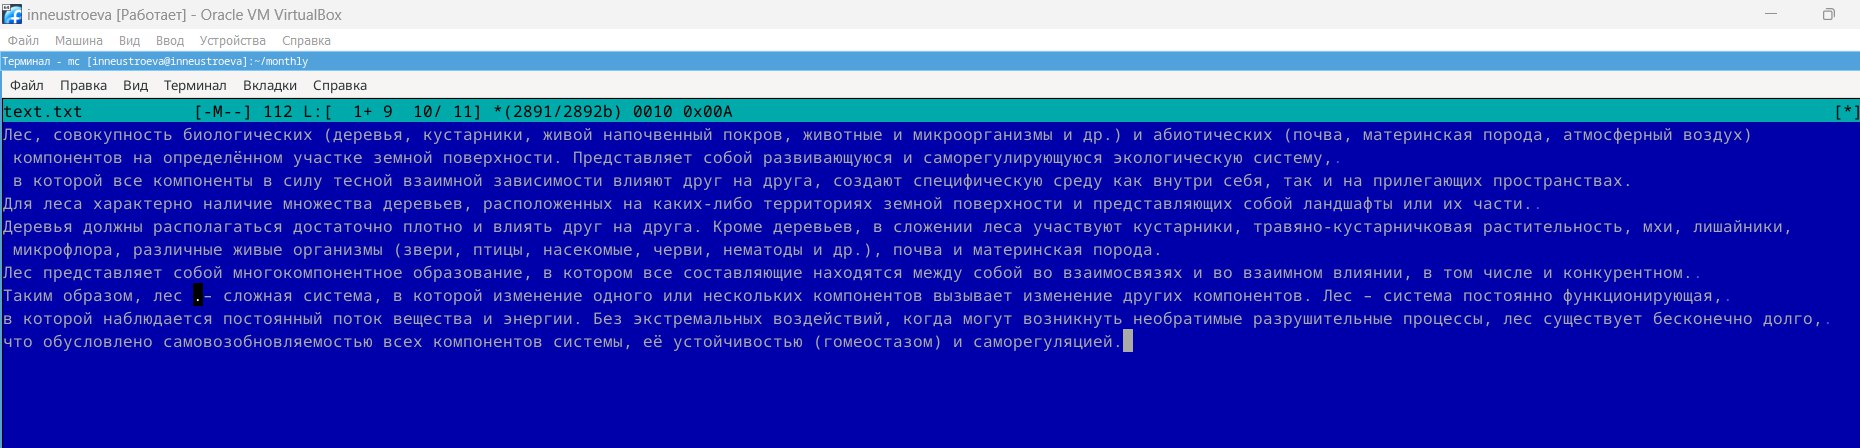 inneustroeva [Работает] - Oracle VM VirtualBox
Файл Машина Вид Ввод Устройства Справка
Терминал - mc [inneustroeva@inneustroeva]:~/monthly
Файл Правка Вид Терминал Вкладки Справка
text.txt [-M--] 112 L:[ 1+ 9 10/ 11] *(2891/2892b) 0010 0x00A [*]
Лес, совокупность биологических (деревья, кустарники, живой напочвенный покров, животные и микроорганизмы и др.) и абиотических (почва, материнская порода, атмосферный воздух)
компонентов на определённом участке земной поверхности. Представляет собой развивающуюся и саморегулирующуюся экологическую систему,.
в которой все компоненты в силу тесной взаимной зависимости влияют друг на друга, создают специфическую среду как внутри себя, так и на прилегающих пространствах.
Для леса характерно наличие множества деревьев, расположенных на каких-либо территориях земной поверхности и представляющих собой ландшафты или их части..
Деревья должны располагаться достаточно плотно и влиять друг на друга. Кроме деревьев, в сложении леса участвуют кустарники, травяно-кустарничковая растительность, мхи, лишайники,
микрофлора, различные живые организмы (звери, птицы, насекомые, черви, нематоды и др.), почва и материнская порода.
Лес представляет собой многокомпонентное образование, в котором все составляющие находятся между собой во взаимосвязях и во взаимном влиянии, в том числе и конкурентном..
Таким образом, лес .– сложная система, в которой изменение одного или нескольких компонентов вызывает изменение других компонентов. Лес – система постоянно функционирующая,.
в которой наблюдается постоянный поток вещества и энергии. Без экстремальных воздействий, когда могут возникнуть необратимые разрушительные процессы, лес существует бесконечно долго,.
что обусловлено самовозобновляемостью всех компонентов системы, её устойчивостью (гомеостазом) и саморегуляцией.